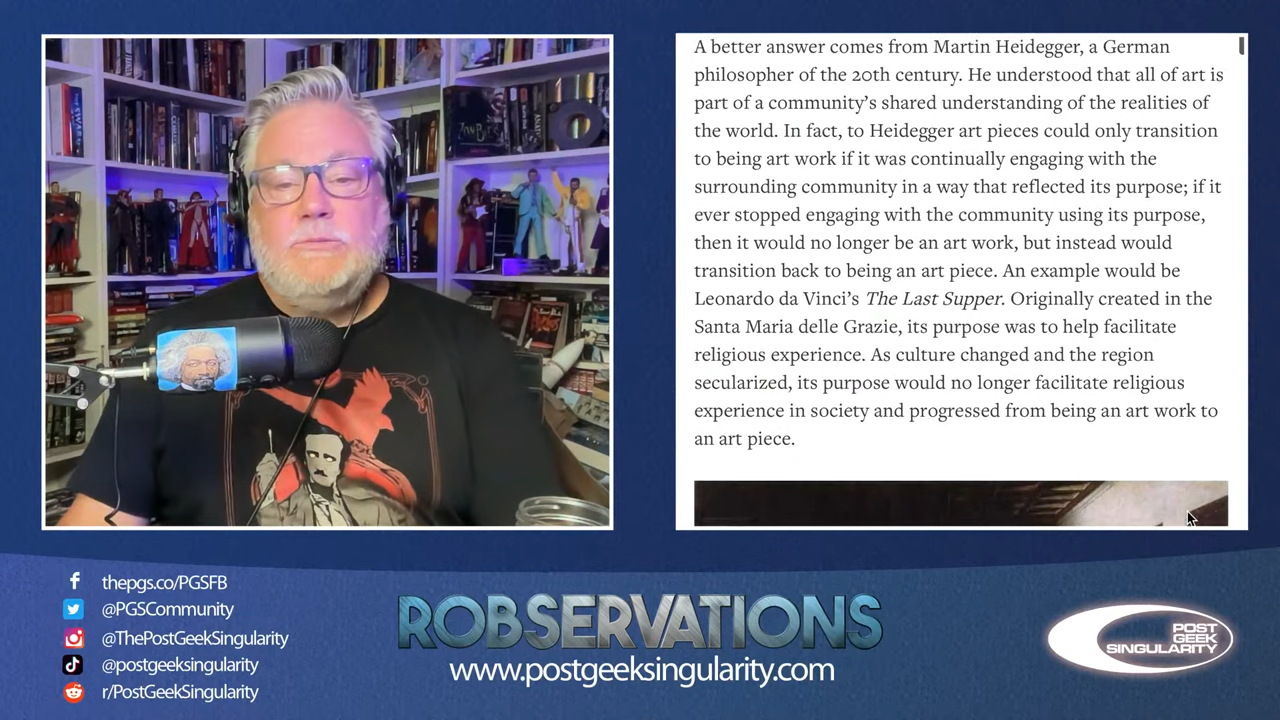 A better answer comes from Martin Heidegger, a German
philosopher of the 20th century. He understood that all of art is
part of a community’s shared understanding of the realities of
the world. In fact, to Heidegger art pieces could only transition
to being art work if it was continually engaging with the
surrounding community in a way that reflected its purpose; if it
ever stopped engaging with the community using its purpose,
then it would no longer be an art work, but instead would
transition back to being an art piece. An example would be
Leonardo da Vinci’s The Last Supper. Originally created in the
Santa Maria delle Grazie, its purpose was to help facilitate
religious experience. As culture changed and the region
secularized, its purpose would no longer facilitate religious
experience in society and progressed from being an art work to
an art piece.
thepgs.co/PGSFB
@PGSCommunity
@ThePostGeekSingularity
@postgeeksingularity
r/PostGeekSingularity
ROBSERVATIONS
www.postgeeksingularity.com
POST
GEEK
SINGULARITY